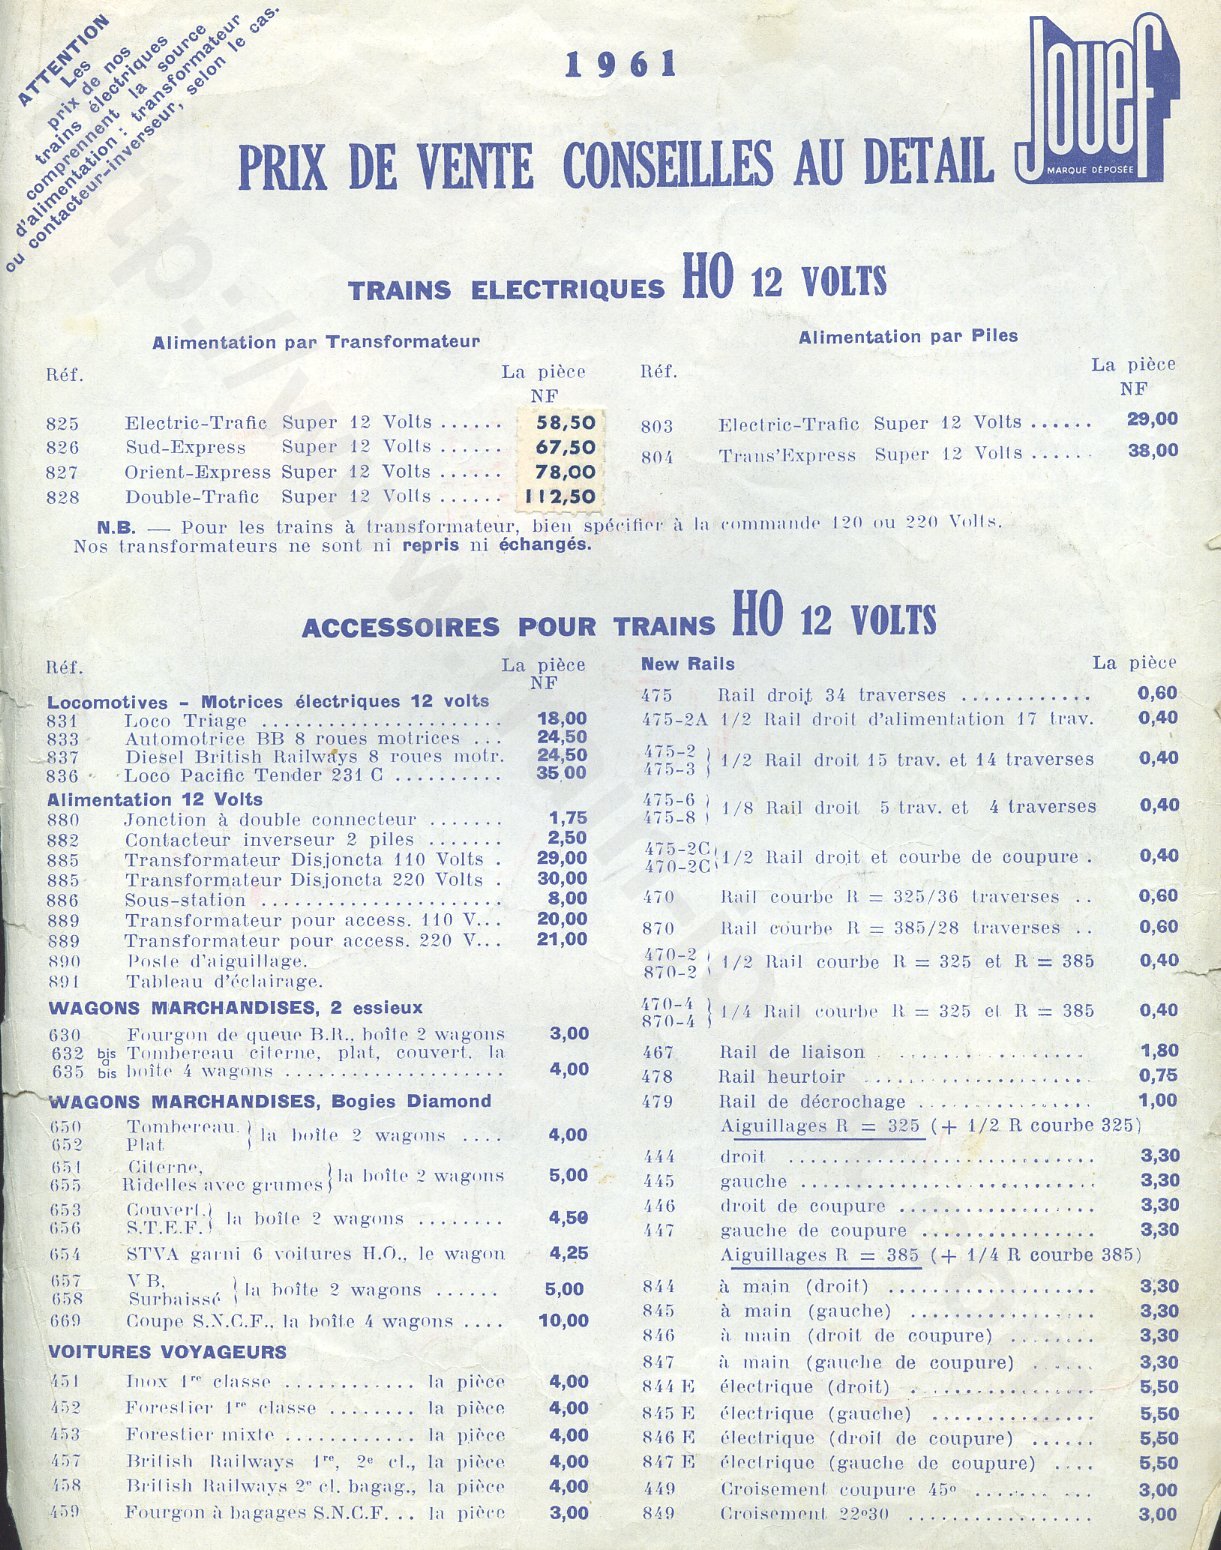 ATTENTION
Les
prix de nos
trains électriques
comprennent la source
d'alimentation : transformateur
ou contacteur-inverseur, selon le cas.
1961
Jouef
MARQUE DÉPOSÉE
PRIX DE VENTE CONSEILLES AU DETAIL
TRAINS ELECTRIQUES HO 12 VOLTS
Alimentation par Transformateur
Réf. La pièce
NF
825 Electric-Trafic Super 12 Volts ...... 58,50
826 Sud-Express Super 12 Volts ...... 67,50
827 Orient-Express Super 12 Volts ...... 78,00
828 Double-Trafic Super 12 Volts ...... 112,50
Alimentation par Piles
Réf. La pièce
NF
803 Electric-Trafic Super 12 Volts ...... 29,00
804 Trans'Express Super 12 Volts ...... 38,00
N.B. — Pour les trains à transformateur, bien spécifier à la commande 120 ou 220 Volts.
Nos transformateurs ne sont ni repris ni échangés.
ACCESSOIRES POUR TRAINS HO 12 VOLTS
Réf. La pièce
NF
Locomotives - Motrices électriques 12 volts
831 Loco Triage ...................... 18,00
833 Automotrice BB 8 roues motrices ... 24,50
837 Diesel British Railways 8 roues motr. 24,50
836 Loco Pacific Tender 231 C .......... 35,00
Alimentation 12 Volts
880 Jonction à double connecteur ....... 1,75
882 Contacteur inverseur 2 piles ....... 2,50
885 Transformateur Disjoncta 110 Volts . 29,00
885 Transformateur Disjoncta 220 Volts . 30,00
886 Sous-station ...................... 8,00
889 Transformateur pour access. 110 V... 20,00
889 Transformateur pour access. 220 V... 21,00
890 Poste d'aiguillage.
891 Tableau d'éclairage.
WAGONS MARCHANDISES, 2 essieux
630 Fourgon de queue B.R., boîte 2 wagons 3,00
632 bis Tombereau citerne, plat, couvert, la
à
635 bis boîte 4 wagons .................... 4,00
WAGONS MARCHANDISES, Bogies Diamond
650 Tombereau,
652 Plat } la boîte 2 wagons .... 4,00
651 Citerne,
655 Ridelles avec grumes } la boîte 2 wagons 5,00
653 Couvert,
656 S.T.E.F. } la boîte 2 wagons ........ 4,50
654 STVA garni 6 voitures H.O., le wagon 4,25
657 V B,
658 Surbaissé } la boîte 2 wagons ...... 5,00
669 Coupe S.N.C.F., la boîte 4 wagons .... 10,00
VOITURES VOYAGEURS
451 Inox 1re classe ............ la pièce 4,00
452 Forestier 1re classe ........ la pièce 4,00
453 Forestier mixte ............ la pièce 4,00
457 British Railways 1re, 2e cl., la pièce 4,00
458 British Railways 2e cl. bagag., la pièce 4,00
459 Fourgon à bagages S.N.C.F. .. la pièce 3,00
New Rails La pièce
475 Rail droit 34 traverses ............ 0,60
475-2A 1/2 Rail droit d'alimentation 17 trav. 0,40
475-2
475-3 } 1/2 Rail droit 15 trav. et 14 traverses 0,40
475-6
475-8 } 1/8 Rail droit 5 trav. et 4 traverses 0,40
475-2C
470-2C } 1/2 Rail droit et courbe de coupure . 0,40
470 Rail courbe R = 325/36 traverses .. 0,60
870 Rail courbe R = 385/28 traverses .. 0,60
470-2
870-2 } 1/2 Rail courbe R = 325 et R = 385 0,40
470-4
870-4 } 1/4 Rail courbe R = 325 et R = 385 0,40
467 Rail de liaison .................... 1,80
478 Rail heurtoir ...................... 0,75
479 Rail de décrochage ................ 1,00
Aiguillages R = 325 (+ 1/2 R courbe 325)
444 droit ............................ 3,30
445 gauche ........................... 3,30
446 droit de coupure .................. 3,30
447 gauche de coupure ................ 3,30
Aiguillages R = 385 (+ 1/4 R courbe 385)
844 à main (droit) .................... 3,30
845 à main (gauche) .................. 3,30
846 à main (droit de coupure) ........ 3,30
847 à main (gauche de coupure) ...... 3,30
844 E électrique (droit) ................ 5,50
845 E électrique (gauche) .............. 5,50
846 E électrique (droit de coupure) ...... 5,50
847 E électrique (gauche de coupure) .... 5,50
449 Croisement coupure 45° ........... 3,00
849 Croisement 22°30 .................. 3,00